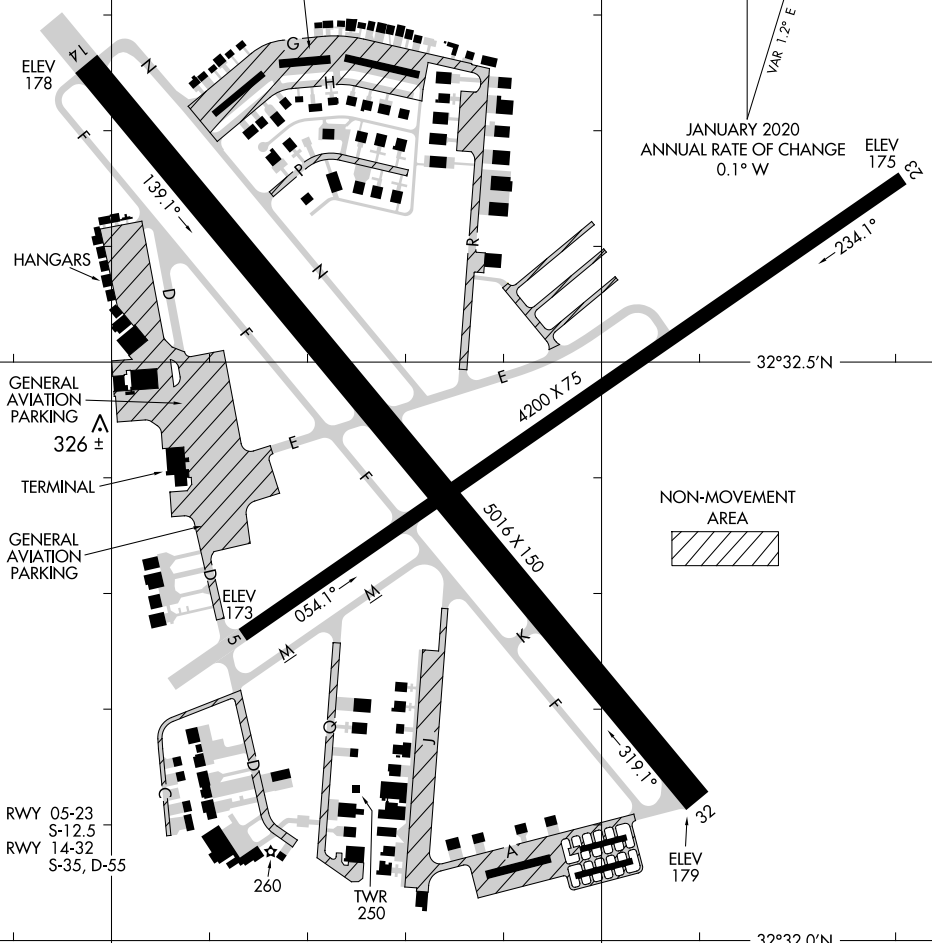 VAR 1.2° E
JANUARY 2020
ANNUAL RATE OF CHANGE
0.1° W
G
H
P
N
14
ELEV
178
F
139.1°
ELEV
175
23
234.1°
R
N
HANGARS
D
F
32°32.5'N
E
4200 X 75
GENERAL
AVIATION
PARKING
326 ±
E
TERMINAL
F
NON-MOVEMENT
AREA
5016 X 150
GENERAL
AVIATION
PARKING
D
ELEV
173
054.1°
M
5
M
K
F
Q
J
319.1°
D
C
32
RWY 05-23
S-12.5
RWY 14-32
S-35, D-55
A
ELEV
179
260
TWR
250
32°32.0'N